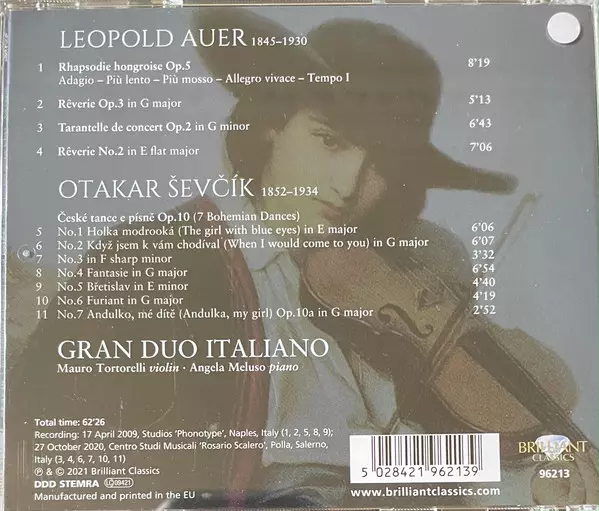 LEOPOLD AUER 1845–1930
1 Rhapsodie hongroise Op.5 8'19
Adagio – Più lento – Più mosso – Allegro vivace – Tempo I
2 Rêverie Op.3 in G major 5'13
3 Tarantelle de concert Op.2 in G minor 6'43
4 Rêverie No.2 in E flat major 7'06
OTAKAR ŠEVČÍK 1852–1934
České tance e písně Op.10 (7 Bohemian Dances)
5 No.1 Holka modrooká (The girl with blue eyes) in E major 6'06
6 No.2 Když jsem k vám chodíval (When I would come to you) in G major 6'07
7 No.3 in F sharp minor 3'32
8 No.4 Fantasie in G major 6'54
9 No.5 Břetislav in E minor 4'40
10 No.6 Furiant in G major 4'19
11 No.7 Andulko, mé dítě (Andulka, my girl) Op.10a in G major 2'52
GRAN DUO ITALIANO
Mauro Tortorelli violin · Angela Meluso piano
Total time: 62'26
Recording: 17 April 2009, Studios 'Phonotype', Naples, Italy (1, 2, 5, 8, 9);
27 October 2020, Centro Studi Musicali 'Rosario Scalero', Polla, Salerno,
Italy (3, 4, 6, 7, 10, 11)
℗ & © 2021 Brilliant Classics
DDD STEMRA LC 09421
Manufactured and printed in the EU
5 028421 962139
www.brilliantclassics.com
BRILLIANT
CLASSICS
96213